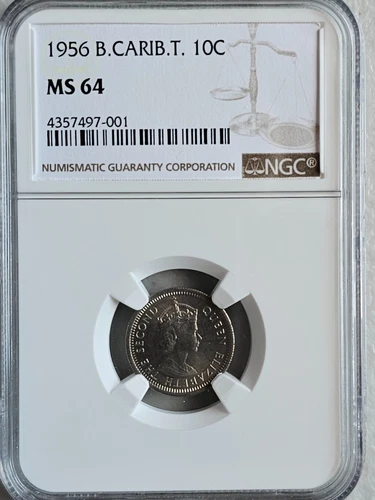 1956 B.CARIB.T. 10C
MS 64
4357497-001
NUMISMATIC GUARANTY CORPORATION NGC®
QUEEN ELIZABETH THE SECOND